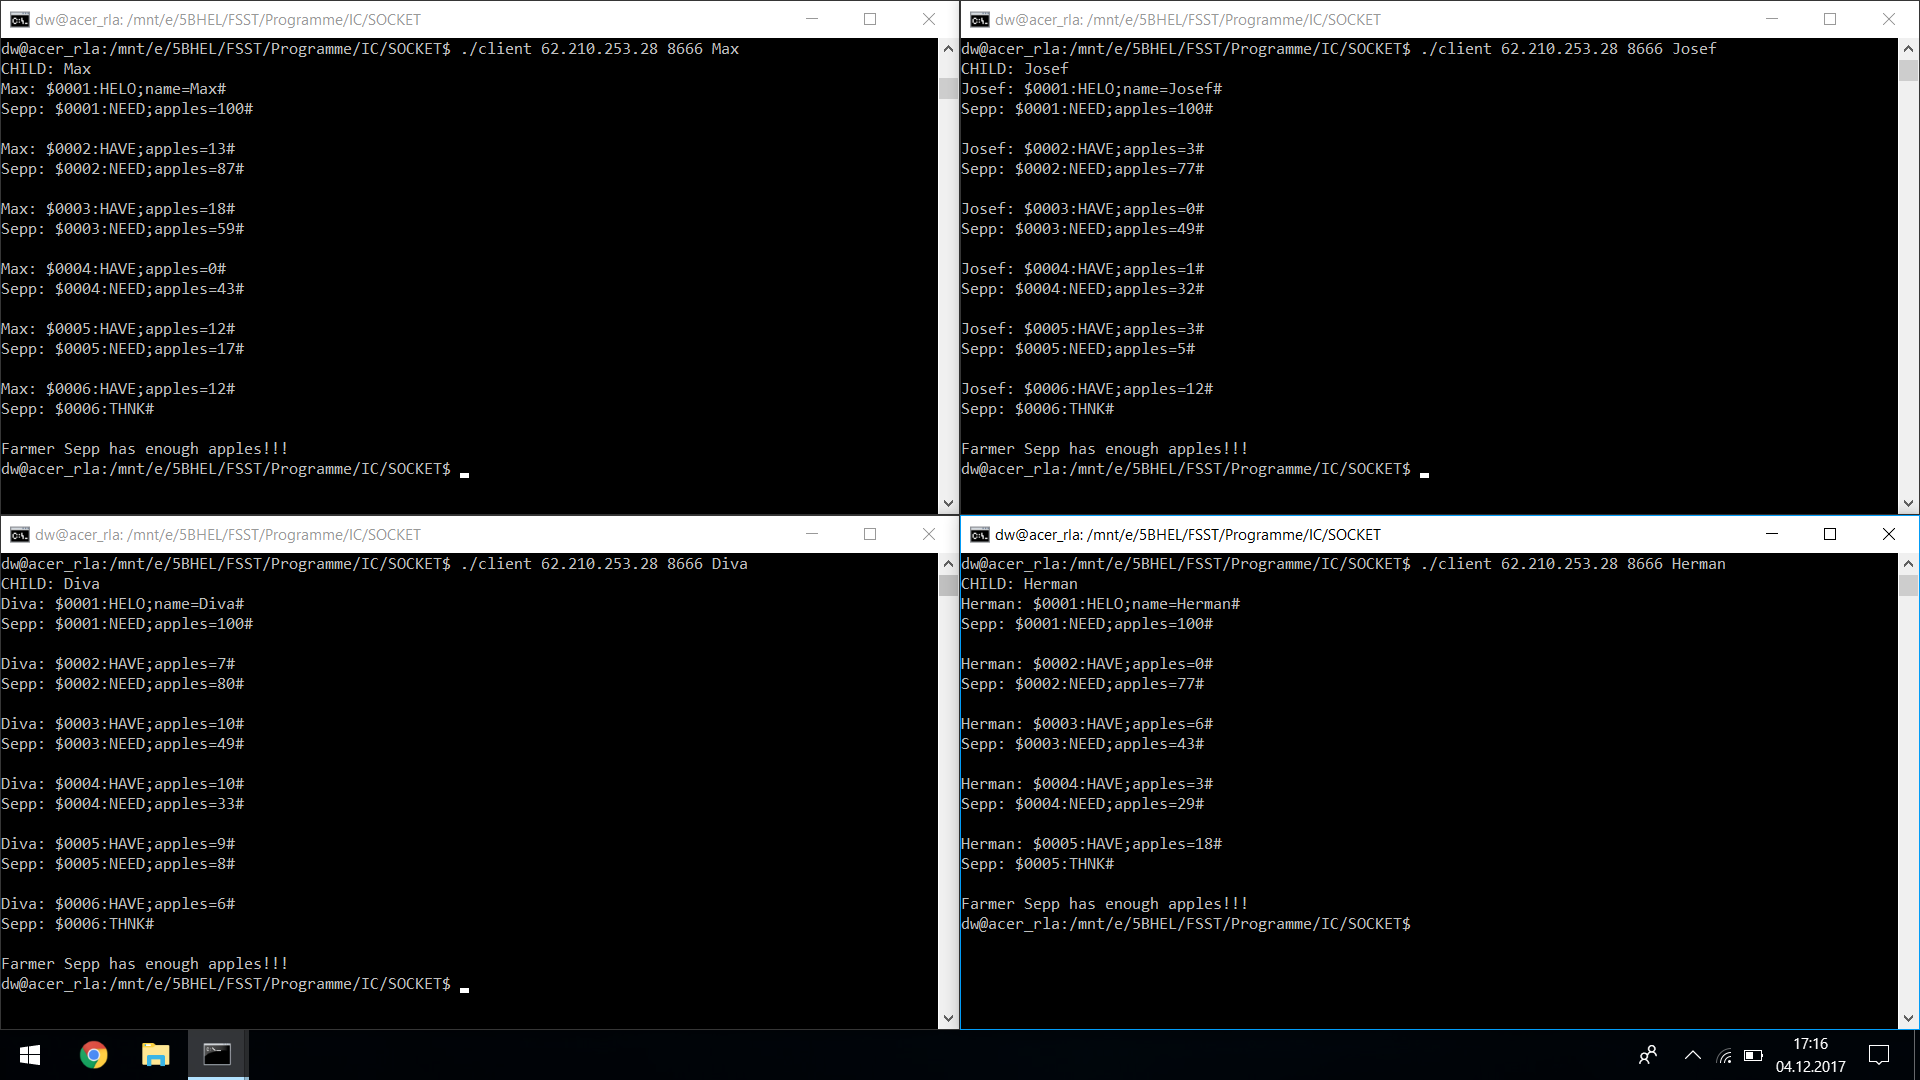 dw@acer_rla: /mnt/e/5BHEL/FSST/Programme/IC/SOCKET
dw@acer_rla:/mnt/e/5BHEL/FSST/Programme/IC/SOCKET$ ./client 62.210.253.28 8666 Max
CHILD: Max
Max: $0001:HELO;name=Max#
Sepp: $0001:NEED;apples=100#
Max: $0002:HAVE;apples=13#
Sepp: $0002:NEED;apples=87#
Max: $0003:HAVE;apples=18#
Sepp: $0003:NEED;apples=59#
Max: $0004:HAVE;apples=0#
Sepp: $0004:NEED;apples=43#
Max: $0005:HAVE;apples=12#
Sepp: $0005:NEED;apples=17#
Max: $0006:HAVE;apples=12#
Sepp: $0006:THNK#
Farmer Sepp has enough apples!!!
dw@acer_rla:/mnt/e/5BHEL/FSST/Programme/IC/SOCKET$
dw@acer_rla: /mnt/e/5BHEL/FSST/Programme/IC/SOCKET
dw@acer_rla:/mnt/e/5BHEL/FSST/Programme/IC/SOCKET$ ./client 62.210.253.28 8666 Josef
CHILD: Josef
Josef: $0001:HELO;name=Josef#
Sepp: $0001:NEED;apples=100#
Josef: $0002:HAVE;apples=3#
Sepp: $0002:NEED;apples=77#
Josef: $0003:HAVE;apples=0#
Sepp: $0003:NEED;apples=49#
Josef: $0004:HAVE;apples=1#
Sepp: $0004:NEED;apples=32#
Josef: $0005:HAVE;apples=3#
Sepp: $0005:NEED;apples=5#
Josef: $0006:HAVE;apples=12#
Sepp: $0006:THNK#
Farmer Sepp has enough apples!!!
dw@acer_rla:/mnt/e/5BHEL/FSST/Programme/IC/SOCKET$
dw@acer_rla: /mnt/e/5BHEL/FSST/Programme/IC/SOCKET
dw@acer_rla:/mnt/e/5BHEL/FSST/Programme/IC/SOCKET$ ./client 62.210.253.28 8666 Diva
CHILD: Diva
Diva: $0001:HELO;name=Diva#
Sepp: $0001:NEED;apples=100#
Diva: $0002:HAVE;apples=7#
Sepp: $0002:NEED;apples=80#
Diva: $0003:HAVE;apples=10#
Sepp: $0003:NEED;apples=49#
Diva: $0004:HAVE;apples=10#
Sepp: $0004:NEED;apples=33#
Diva: $0005:HAVE;apples=9#
Sepp: $0005:NEED;apples=8#
Diva: $0006:HAVE;apples=6#
Sepp: $0006:THNK#
Farmer Sepp has enough apples!!!
dw@acer_rla:/mnt/e/5BHEL/FSST/Programme/IC/SOCKET$
dw@acer_rla: /mnt/e/5BHEL/FSST/Programme/IC/SOCKET
dw@acer_rla:/mnt/e/5BHEL/FSST/Programme/IC/SOCKET$ ./client 62.210.253.28 8666 Herman
CHILD: Herman
Herman: $0001:HELO;name=Herman#
Sepp: $0001:NEED;apples=100#
Herman: $0002:HAVE;apples=0#
Sepp: $0002:NEED;apples=77#
Herman: $0003:HAVE;apples=6#
Sepp: $0003:NEED;apples=43#
Herman: $0004:HAVE;apples=3#
Sepp: $0004:NEED;apples=29#
Herman: $0005:HAVE;apples=18#
Sepp: $0005:THNK#
Farmer Sepp has enough apples!!!
dw@acer_rla:/mnt/e/5BHEL/FSST/Programme/IC/SOCKET$
17:16
04.12.2017